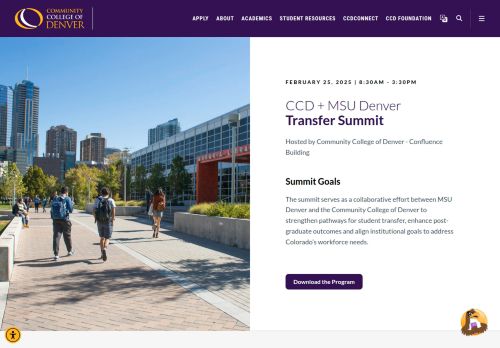 COMMUNITY
COLLEGE OF
DENVER
APPLY ABOUT ACADEMICS STUDENT RESOURCES CCDCONNECT CCD FOUNDATION
FEBRUARY 25, 2025 | 8:30AM - 3:30PM
CCD + MSU Denver
Transfer Summit
Hosted by Community College of Denver - Confluence
Building
Summit Goals
The summit serves as a collaborative effort between MSU
Denver and the Community College of Denver to
strengthen pathways for student transfer, enhance post-
graduate outcomes and align institutional goals to address
Colorado's workforce needs.
Download the Program